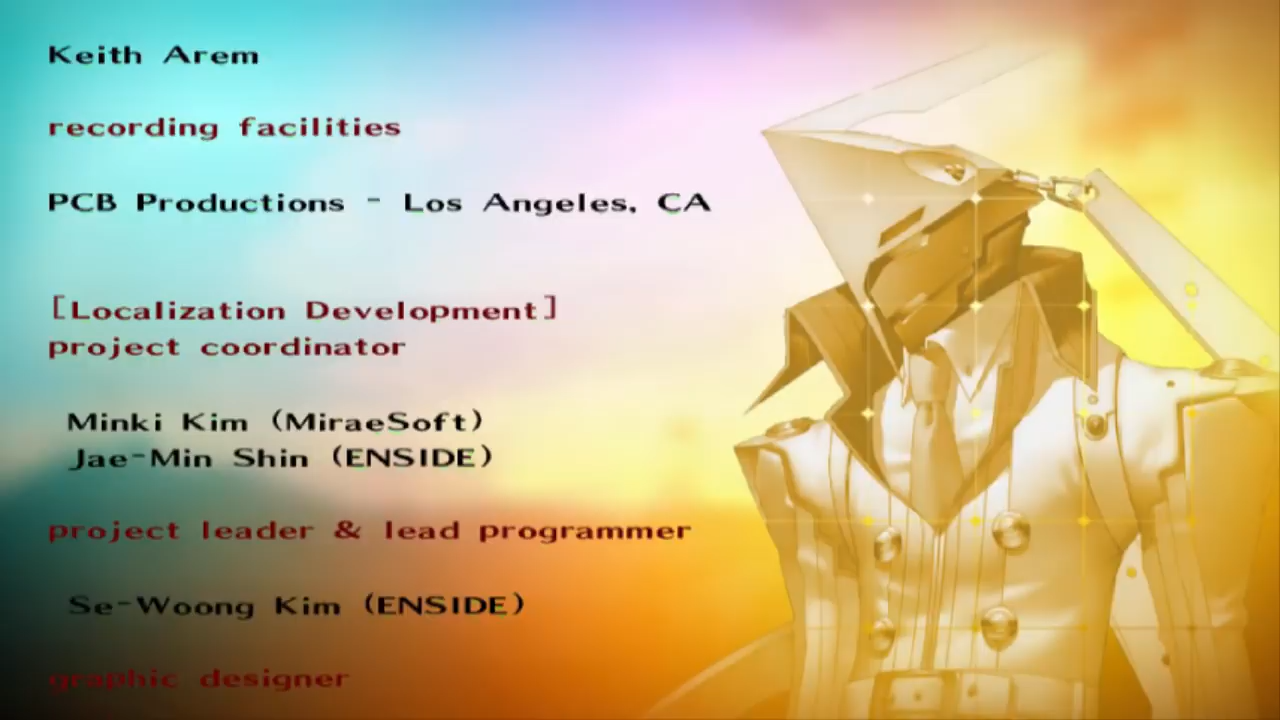 Keith Arem
recording facilities
PCB Productions - Los Angeles, CA
[Localization Development]
project coordinator
Minki Kim (MiraeSoft)
Jae-Min Shin (ENSIDE)
project leader & lead programmer
Se-Woong Kim (ENSIDE)
graphic designer